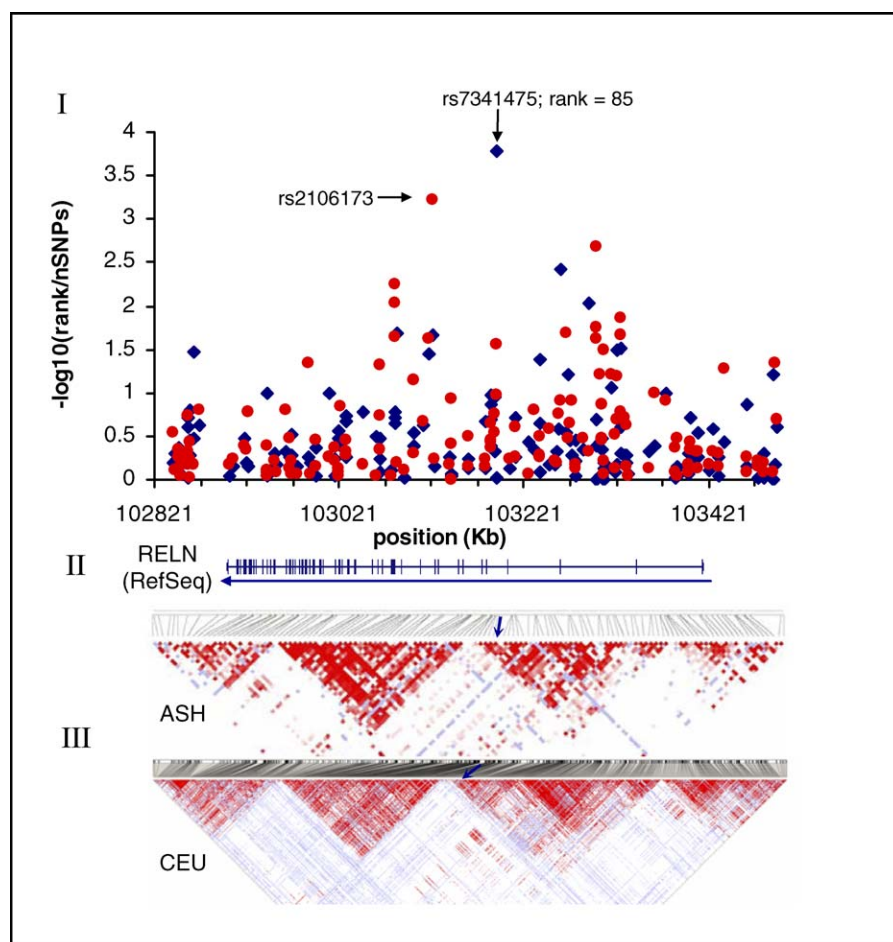 I
rs7341475; rank = 85
rs2106173
-log10(rank/nSNPs)
4
3.5
3
2.5
2
1.5
1
0.5
0
102821 103021 103221 103421
position (Kb)
II
RELN
(RefSeq)
III
ASH
CEU